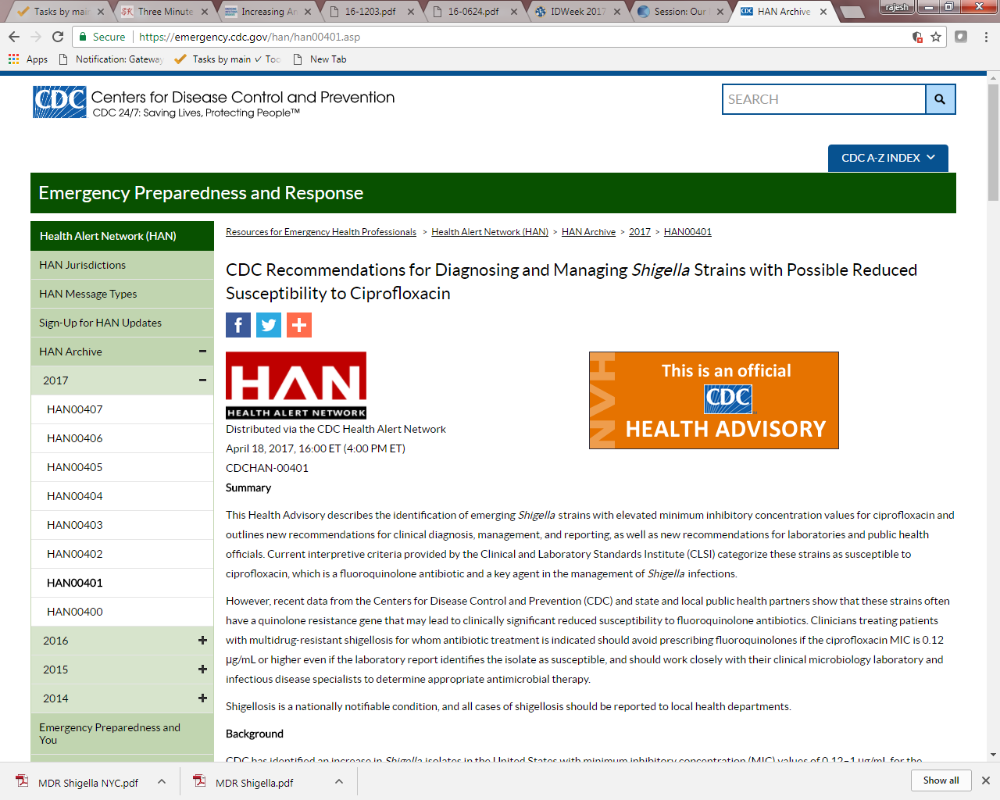 Tasks by mai
Three Minute
Increasing An
16-1203.pdf
16-0624.pdf
IDWeek 2017
Session: Our
HAN Archive
rajesh
Secure
https://emergency.cdc.gov/han/han00401.asp
Apps
Notification: Gateway
Tasks by main ✓ Too
New Tab
CDC
Centers for Disease Control and Prevention
CDC 24/7: Saving Lives, Protecting People™
SEARCH
CDC A-Z INDEX
Emergency Preparedness and Response
Health Alert Network (HAN)
HAN Jurisdictions
HAN Message Types
Sign-Up for HAN Updates
HAN Archive
2017
HAN00407
HAN00406
HAN00405
HAN00404
HAN00403
HAN00402
HAN00401
HAN00400
2016
2015
2014
Emergency Preparedness and
You
Resources for Emergency Health Professionals > Health Alert Network (HAN) > HAN Archive > 2017 > HAN00401
CDC Recommendations for Diagnosing and Managing Shigella Strains with Possible Reduced
Susceptibility to Ciprofloxacin
HAN
HEALTH ALERT NETWORK
HAN
This is an official
CDC
HEALTH ADVISORY
Distributed via the CDC Health Alert Network
April 18, 2017, 16:00 ET (4:00 PM ET)
CDCHAN-00401
Summary
This Health Advisory describes the identification of emerging Shigella strains with elevated minimum inhibitory concentration values for ciprofloxacin and
outlines new recommendations for clinical diagnosis, management, and reporting, as well as new recommendations for laboratories and public health
officials. Current interpretive criteria provided by the Clinical and Laboratory Standards Institute (CLSI) categorize these strains as susceptible to
ciprofloxacin, which is a fluoroquinolone antibiotic and a key agent in the management of Shigella infections.
However, recent data from the Centers for Disease Control and Prevention (CDC) and state and local public health partners show that these strains often
have a quinolone resistance gene that may lead to clinically significant reduced susceptibility to fluoroquinolone antibiotics. Clinicians treating patients
with multidrug-resistant shigellosis for whom antibiotic treatment is indicated should avoid prescribing fluoroquinolones if the ciprofloxacin MIC is 0.12
μg/mL or higher even if the laboratory report identifies the isolate as susceptible, and should work closely with their clinical microbiology laboratory and
infectious disease specialists to determine appropriate antimicrobial therapy.
Shigellosis is a nationally notifiable condition, and all cases of shigellosis should be reported to local health departments.
Background
CDC has identified an increase in Shigella isolates in the United States with minimum inhibitory concentration (MIC) values of 0.12–1 μg/mL for the
MDR Shigella NYC.pdf
MDR Shigella.pdf
Show all